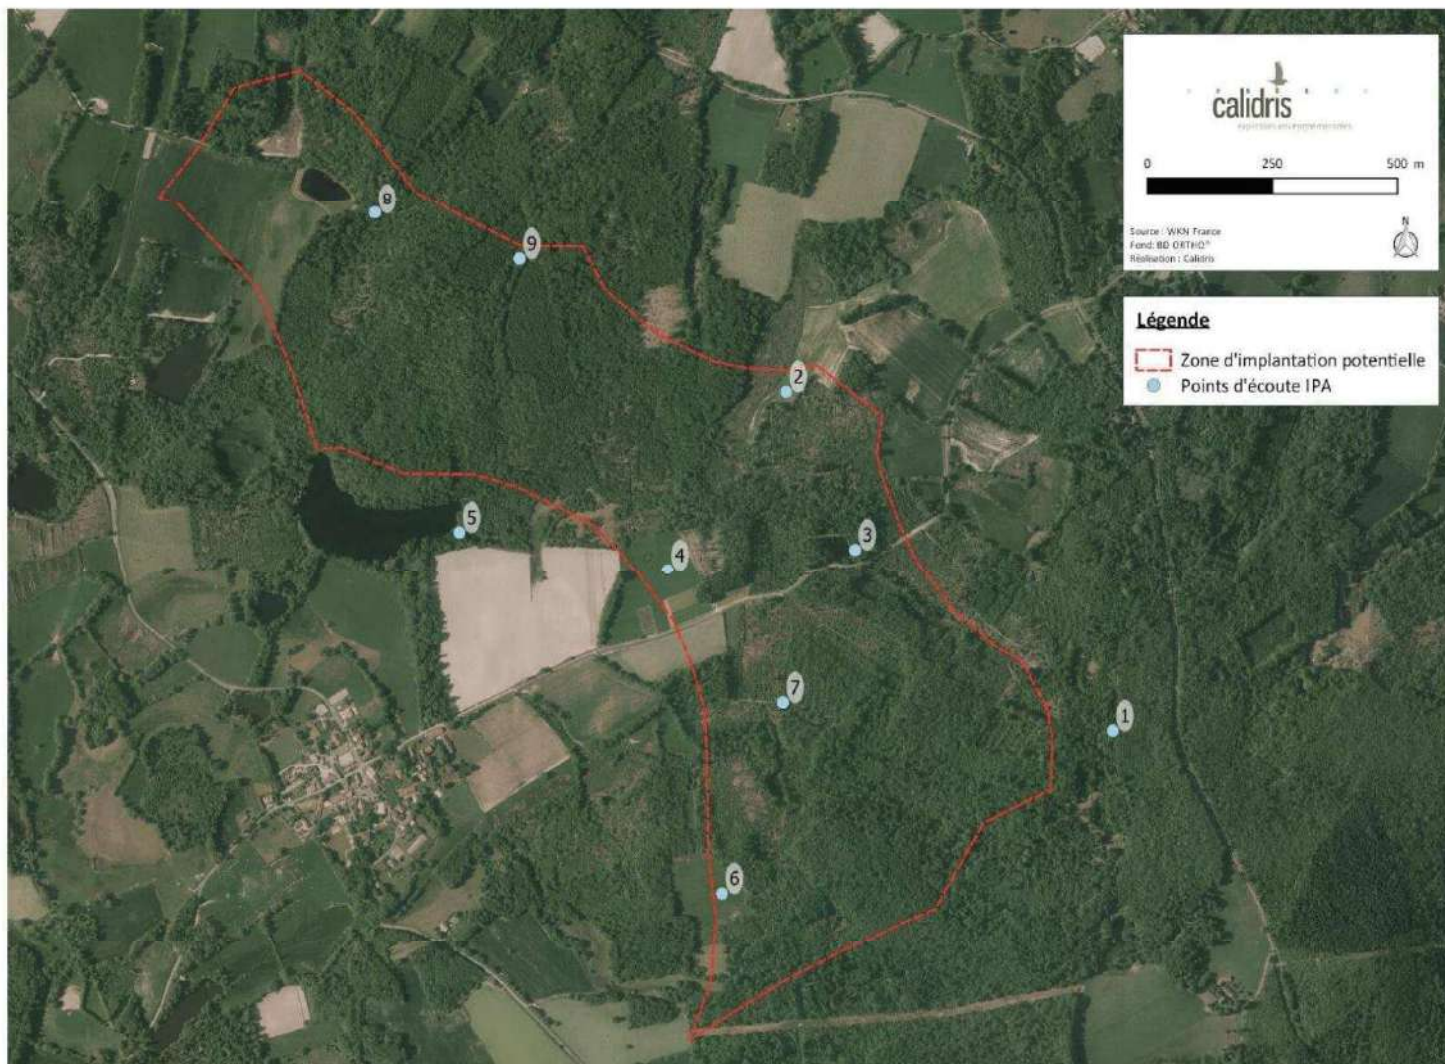 calidris
0 250 500 m
N
Source : WKN France
Fond: BD ORTHO®
Réalisation : Calidris
Légende
Zone d'implantation potentielle
Points d'écoute IPA
8
9
2
3
5
4
7
1
6